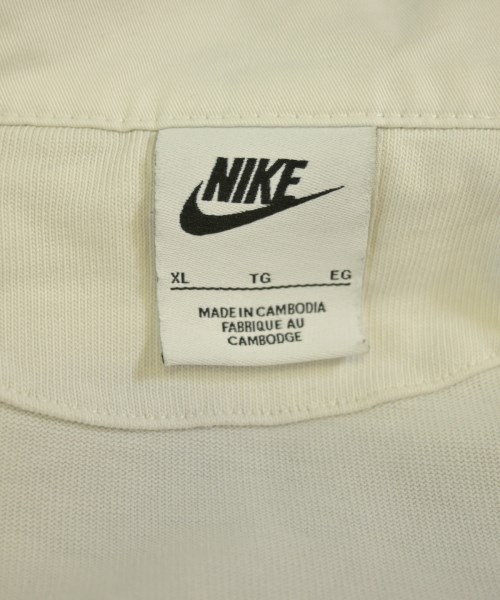 NIKE
XL TG EG
MADE IN CAMBODIA
FABRIQUE AU
CAMBODGE